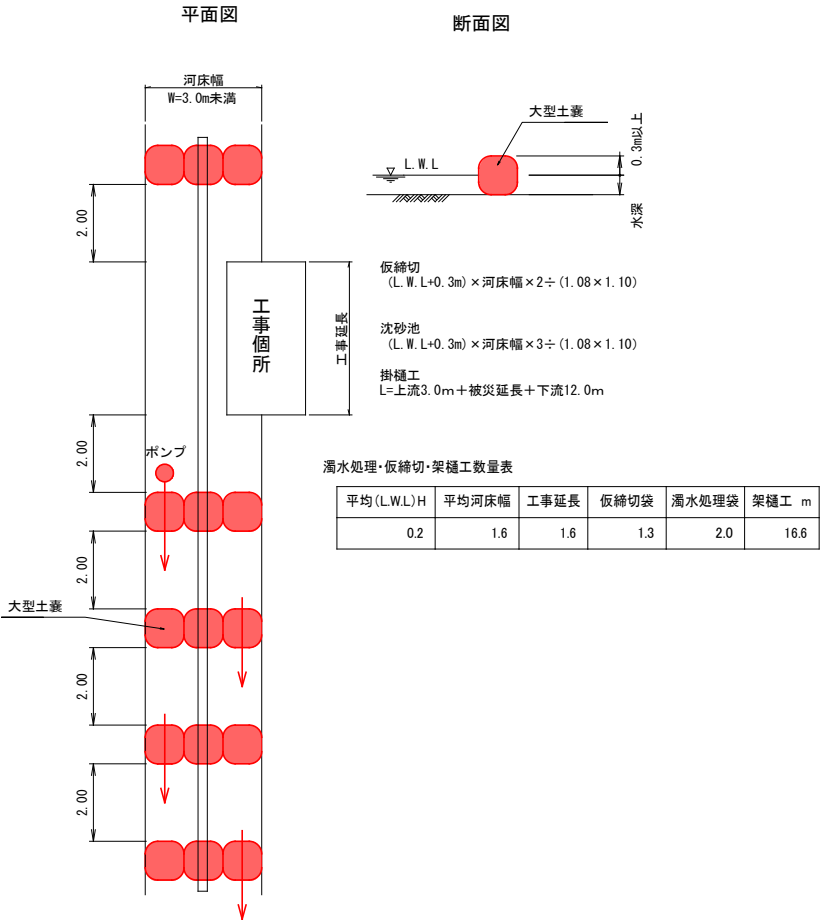 平面図
断面図
河床幅
W=3.0m未満
大型土嚢
0.3m以上
L.W.L
水深
2.00
工事個所
工事延長
仮締切
(L.W.L+0.3m)×河床幅×2÷(1.08×1.10)
沈砂池
(L.W.L+0.3m)×河床幅×3÷(1.08×1.10)
掛樋工
L=上流3.0m+被災延長+下流12.0m
2.00
ポンプ
濁水処理・仮締切・架樋工数量表
平均(L.W.L)H 平均河床幅 工事延長 仮締切袋 濁水処理袋 架樋工 m
0.2 1.6 1.6 1.3 2.0 16.6
2.00
大型土嚢
2.00
2.00